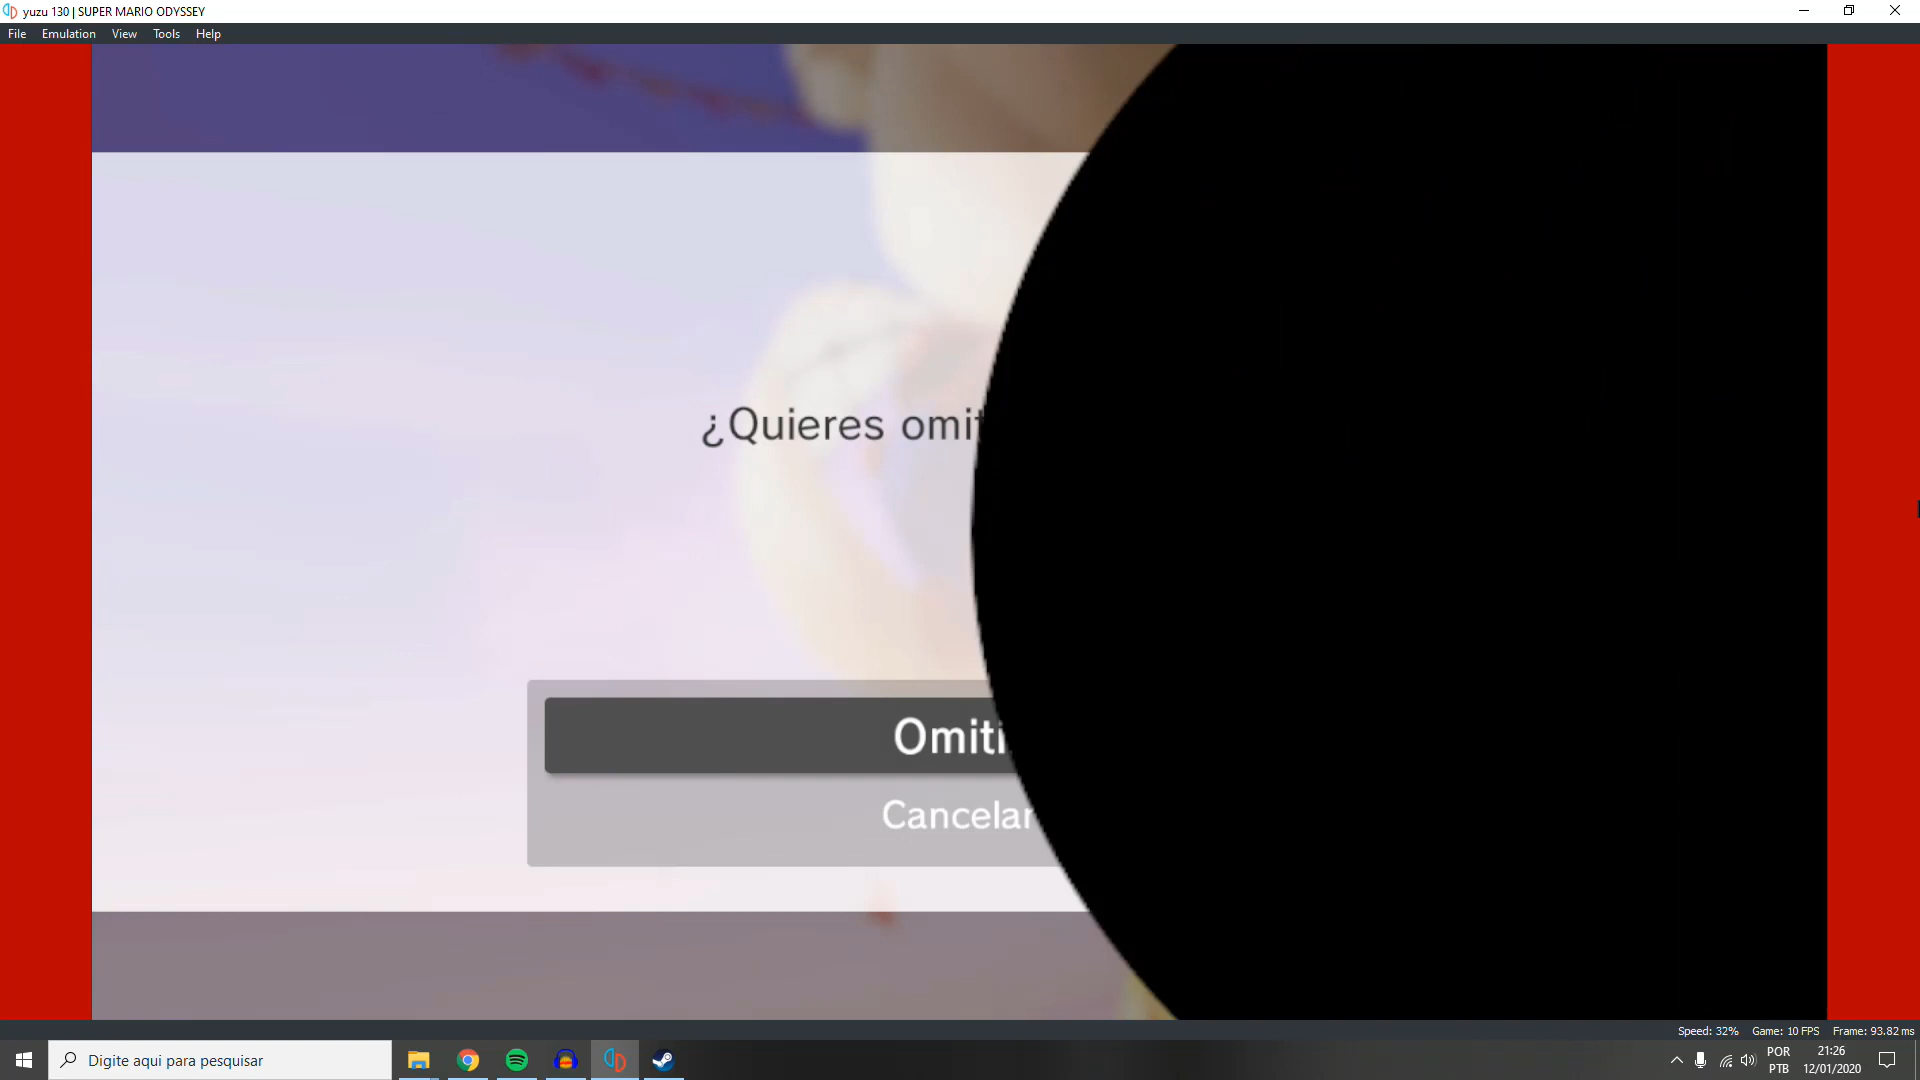 yuzu 130 | SUPER MARIO ODYSSEY
File Emulation View Tools Help
¿Quieres omit
Omiti
Cancelar
Speed: 32% Game: 10 FPS Frame: 93.82 ms
Digite aqui para pesquisar
POR
PTB
21:26
12/01/2020